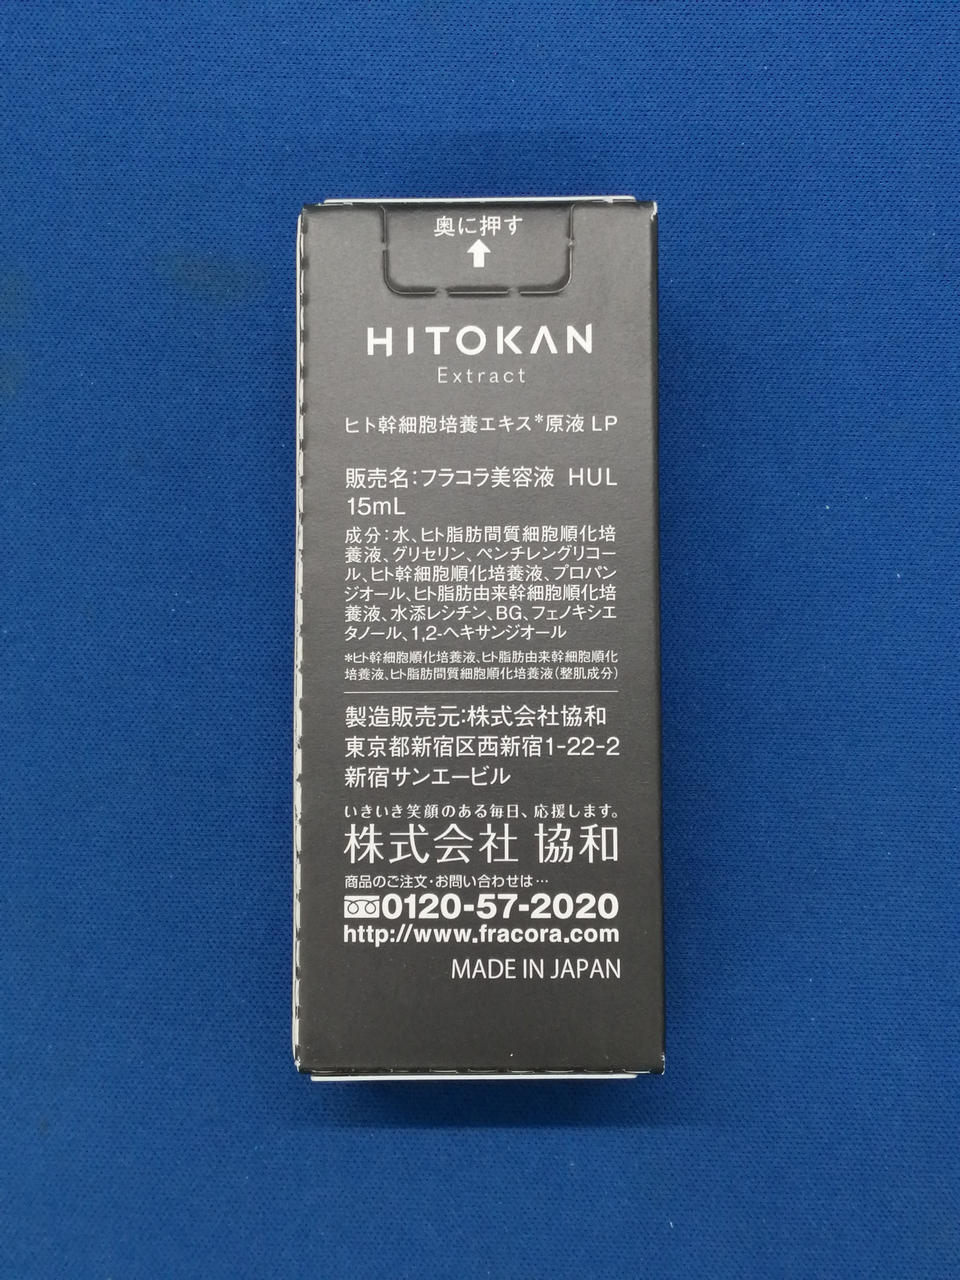 奥に押す
HITOKAN
Extract
ヒト幹細胞培養エキス*原液 LP
販売名:フラコラ美容液 HUL
15mL
成分:水、ヒト脂肪間質細胞順化培
養液、グリセリン、ペンチレングリコー
ル、ヒト幹細胞順化培養液、プロパン
ジオール、ヒト脂肪由来幹細胞順化培
養液、水添レシチン、BG、フェノキシエ
タノール、1,2-ヘキサンジオール
*ヒト幹細胞順化培養液、ヒト脂肪由来幹細胞順化
培養液、ヒト脂肪間質細胞順化培養液(整肌成分)
製造販売元:株式会社協和
東京都新宿区西新宿1-22-2
新宿サンエービル
いきいき笑顔のある毎日、応援します。
株式会社 協和
商品のご注文・お問い合わせは…
0120-57-2020
http://www.fracora.com
MADE IN JAPAN